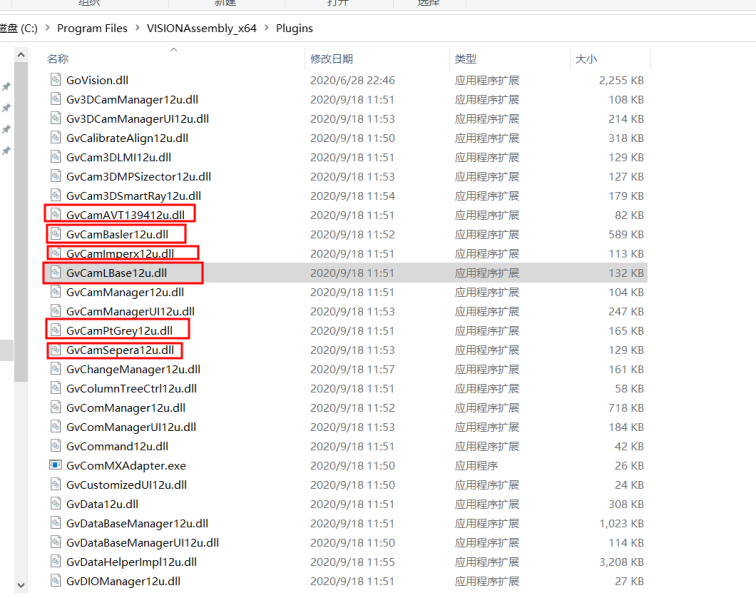 组织 新建 打开 选择
磁盘 (C:) > Program Files > VISIONAssembly_x64 > Plugins
名称 修改日期 类型 大小
GoVision.dll 2020/6/28 22:46 应用程序扩展 2,255 KB
Gv3DCamManager12u.dll 2020/9/18 11:51 应用程序扩展 108 KB
Gv3DCamManagerUI12u.dll 2020/9/18 11:53 应用程序扩展 214 KB
GvCalibrateAlign12u.dll 2020/9/18 11:50 应用程序扩展 318 KB
GvCam3DLMI12u.dll 2020/9/18 11:51 应用程序扩展 129 KB
GvCam3DMPSizector12u.dll 2020/9/18 11:53 应用程序扩展 127 KB
GvCam3DSmartRay12u.dll 2020/9/18 11:54 应用程序扩展 179 KB
GvCamAVT139412u.dll 2020/9/18 11:51 应用程序扩展 82 KB
GvCamBasler12u.dll 2020/9/18 11:52 应用程序扩展 589 KB
GvCamImperx12u.dll 2020/9/18 11:51 应用程序扩展 113 KB
GvCamLBase12u.dll 2020/9/18 11:51 应用程序扩展 132 KB
GvCamManager12u.dll 2020/9/18 11:51 应用程序扩展 104 KB
GvCamManagerUI12u.dll 2020/9/18 11:53 应用程序扩展 247 KB
GvCamPtGrey12u.dll 2020/9/18 11:51 应用程序扩展 165 KB
GvCamSepera12u.dll 2020/9/18 11:53 应用程序扩展 129 KB
GvChangeManager12u.dll 2020/9/18 11:57 应用程序扩展 161 KB
GvColumnTreeCtrl12u.dll 2020/9/18 11:51 应用程序扩展 58 KB
GvComManager12u.dll 2020/9/18 11:52 应用程序扩展 718 KB
GvComManagerUI12u.dll 2020/9/18 11:53 应用程序扩展 184 KB
GvCommand12u.dll 2020/9/18 11:51 应用程序扩展 42 KB
GvComMXAdapter.exe 2020/9/18 11:50 应用程序 26 KB
GvCustomizedUI12u.dll 2020/9/18 11:50 应用程序扩展 24 KB
GvData12u.dll 2020/9/18 11:51 应用程序扩展 308 KB
GvDataBaseManager12u.dll 2020/9/18 11:51 应用程序扩展 1,023 KB
GvDataBaseManagerUI12u.dll 2020/9/18 11:50 应用程序扩展 114 KB
GvDataHelperImpl12u.dll 2020/9/18 11:55 应用程序扩展 3,208 KB
GvDIOManager12u.dll 2020/9/18 11:51 应用程序扩展 27 KB